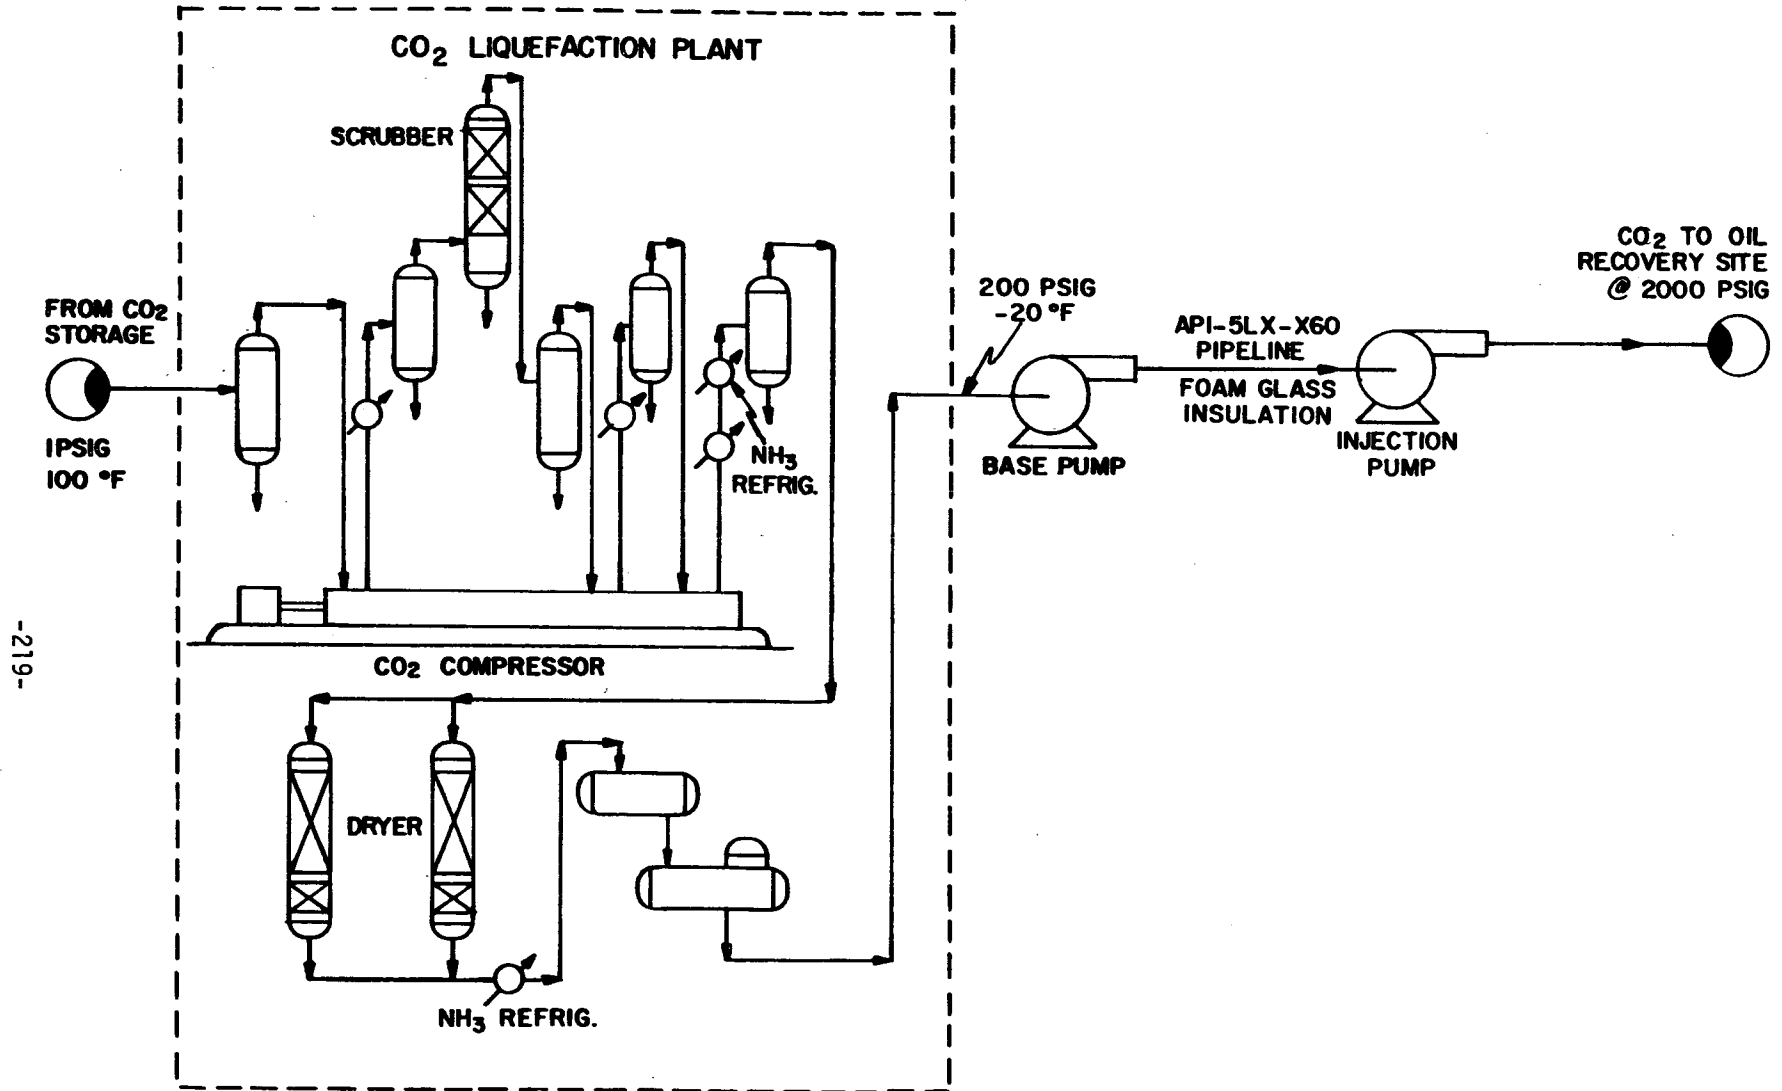 CO2 LIQUEFACTION PLANT
SCRUBBER
FROM CO2
STORAGE
1PSIG
100 °F
NH3
REFRIG.
CO2 COMPRESSOR
DRYER
NH3 REFRIG.
200 PSIG
-20 °F
BASE PUMP
API-5LX-X60
PIPELINE
FOAM GLASS
INSULATION
INJECTION
PUMP
CO2 TO OIL
RECOVERY SITE
@ 2000 PSIG
-219-